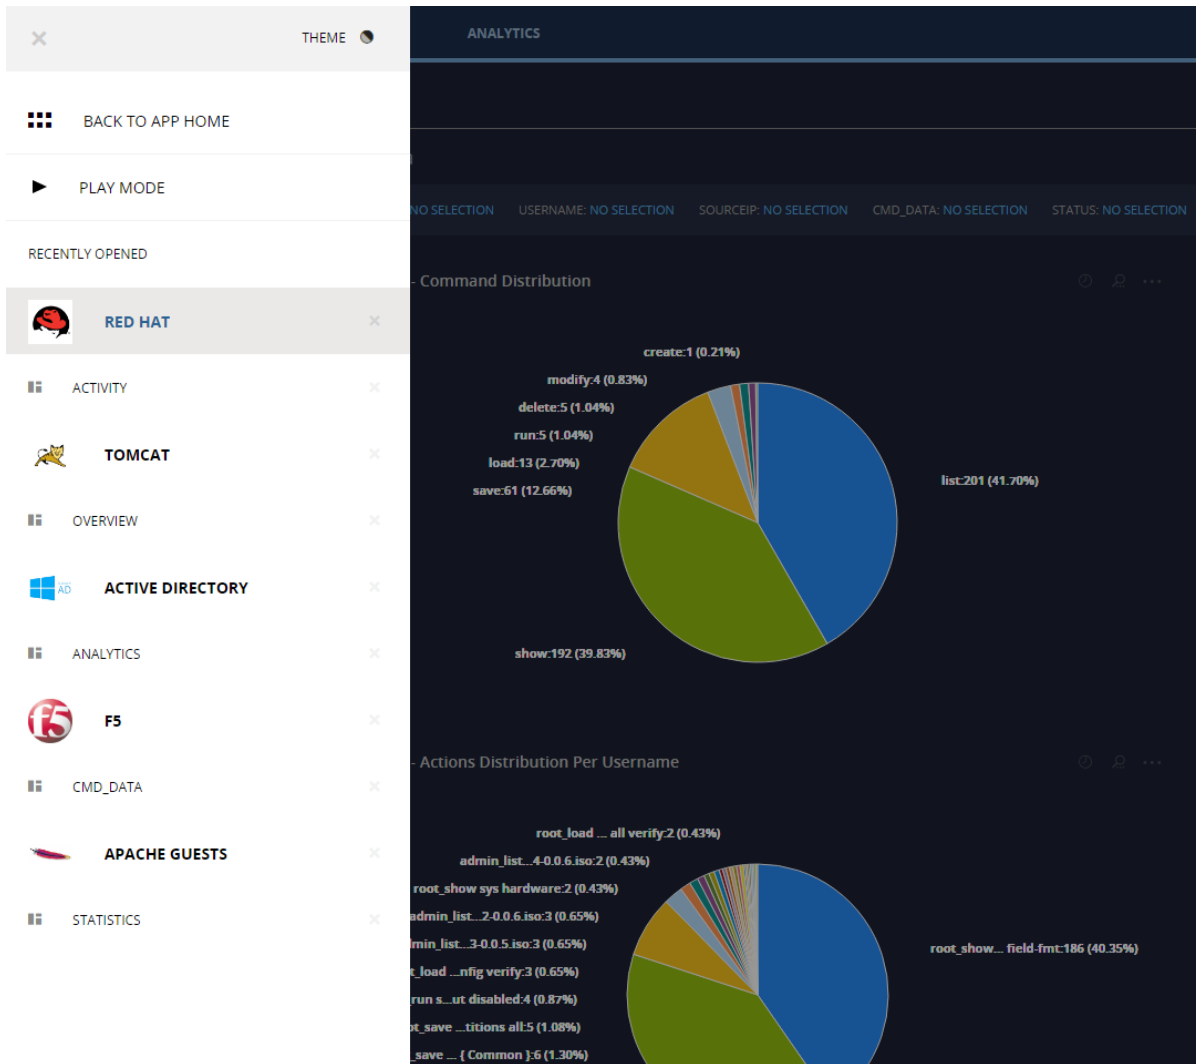 THEME
BACK TO APP HOME
PLAY MODE
RECENTLY OPENED
RED HAT
ACTIVITY
TOMCAT
OVERVIEW
AD
ACTIVE DIRECTORY
ANALYTICS
f5
F5
CMD_DATA
APACHE GUESTS
STATISTICS
ANALYTICS
NO SELECTION USERNAME: NO SELECTION SOURCEIP: NO SELECTION CMD_DATA: NO SELECTION STATUS: NO SELECTION
- Command Distribution
create:1 (0.21%)
modify:4 (0.83%)
delete:5 (1.04%)
run:5 (1.04%)
load:13 (2.70%)
save:61 (12.66%)
list:201 (41.70%)
show:192 (39.83%)
- Actions Distribution Per Username
root_load ... all verify:2 (0.43%)
admin_list...4-0.0.6.iso:2 (0.43%)
root_show sys hardware:2 (0.43%)
admin_list...2-0.0.6.iso:3 (0.65%)
min_list...3-0.0.5.iso:3 (0.65%)
t_load ...nfig verify:3 (0.65%)
run s...ut disabled:4 (0.87%)
ot_save ...titions all:5 (1.08%)
_save ... { Common }:6 (1.30%)
root_show... field-fmt:186 (40.35%)